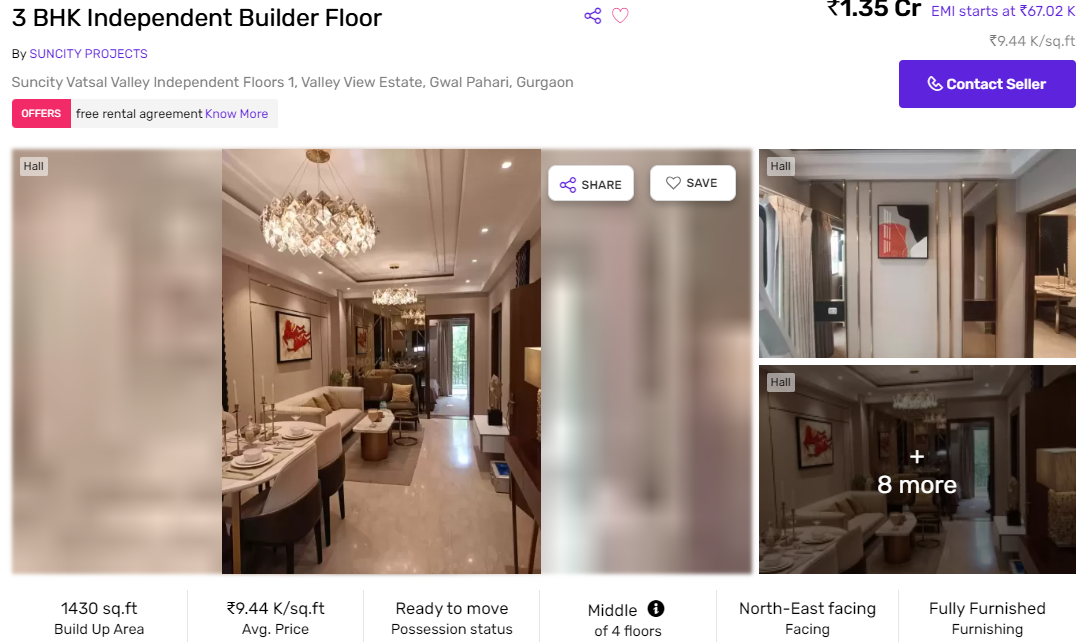 3 BHK Independent Builder Floor
₹1.35 Cr EMI starts at ₹67.02 K
By SUNCITY PROJECTS
₹9.44 K/sq.ft
Suncity Vatsal Valley Independent Floors 1, Valley View Estate, Gwal Pahari, Gurgaon
Contact Seller
OFFERS free rental agreement Know More
Hall
SHARE
SAVE
Hall
Hall
+
8 more
1430 sq.ft
Build Up Area
₹9.44 K/sq.ft
Avg. Price
Ready to move
Possession status
Middle
of 4 floors
North-East facing
Facing
Fully Furnished
Furnishing